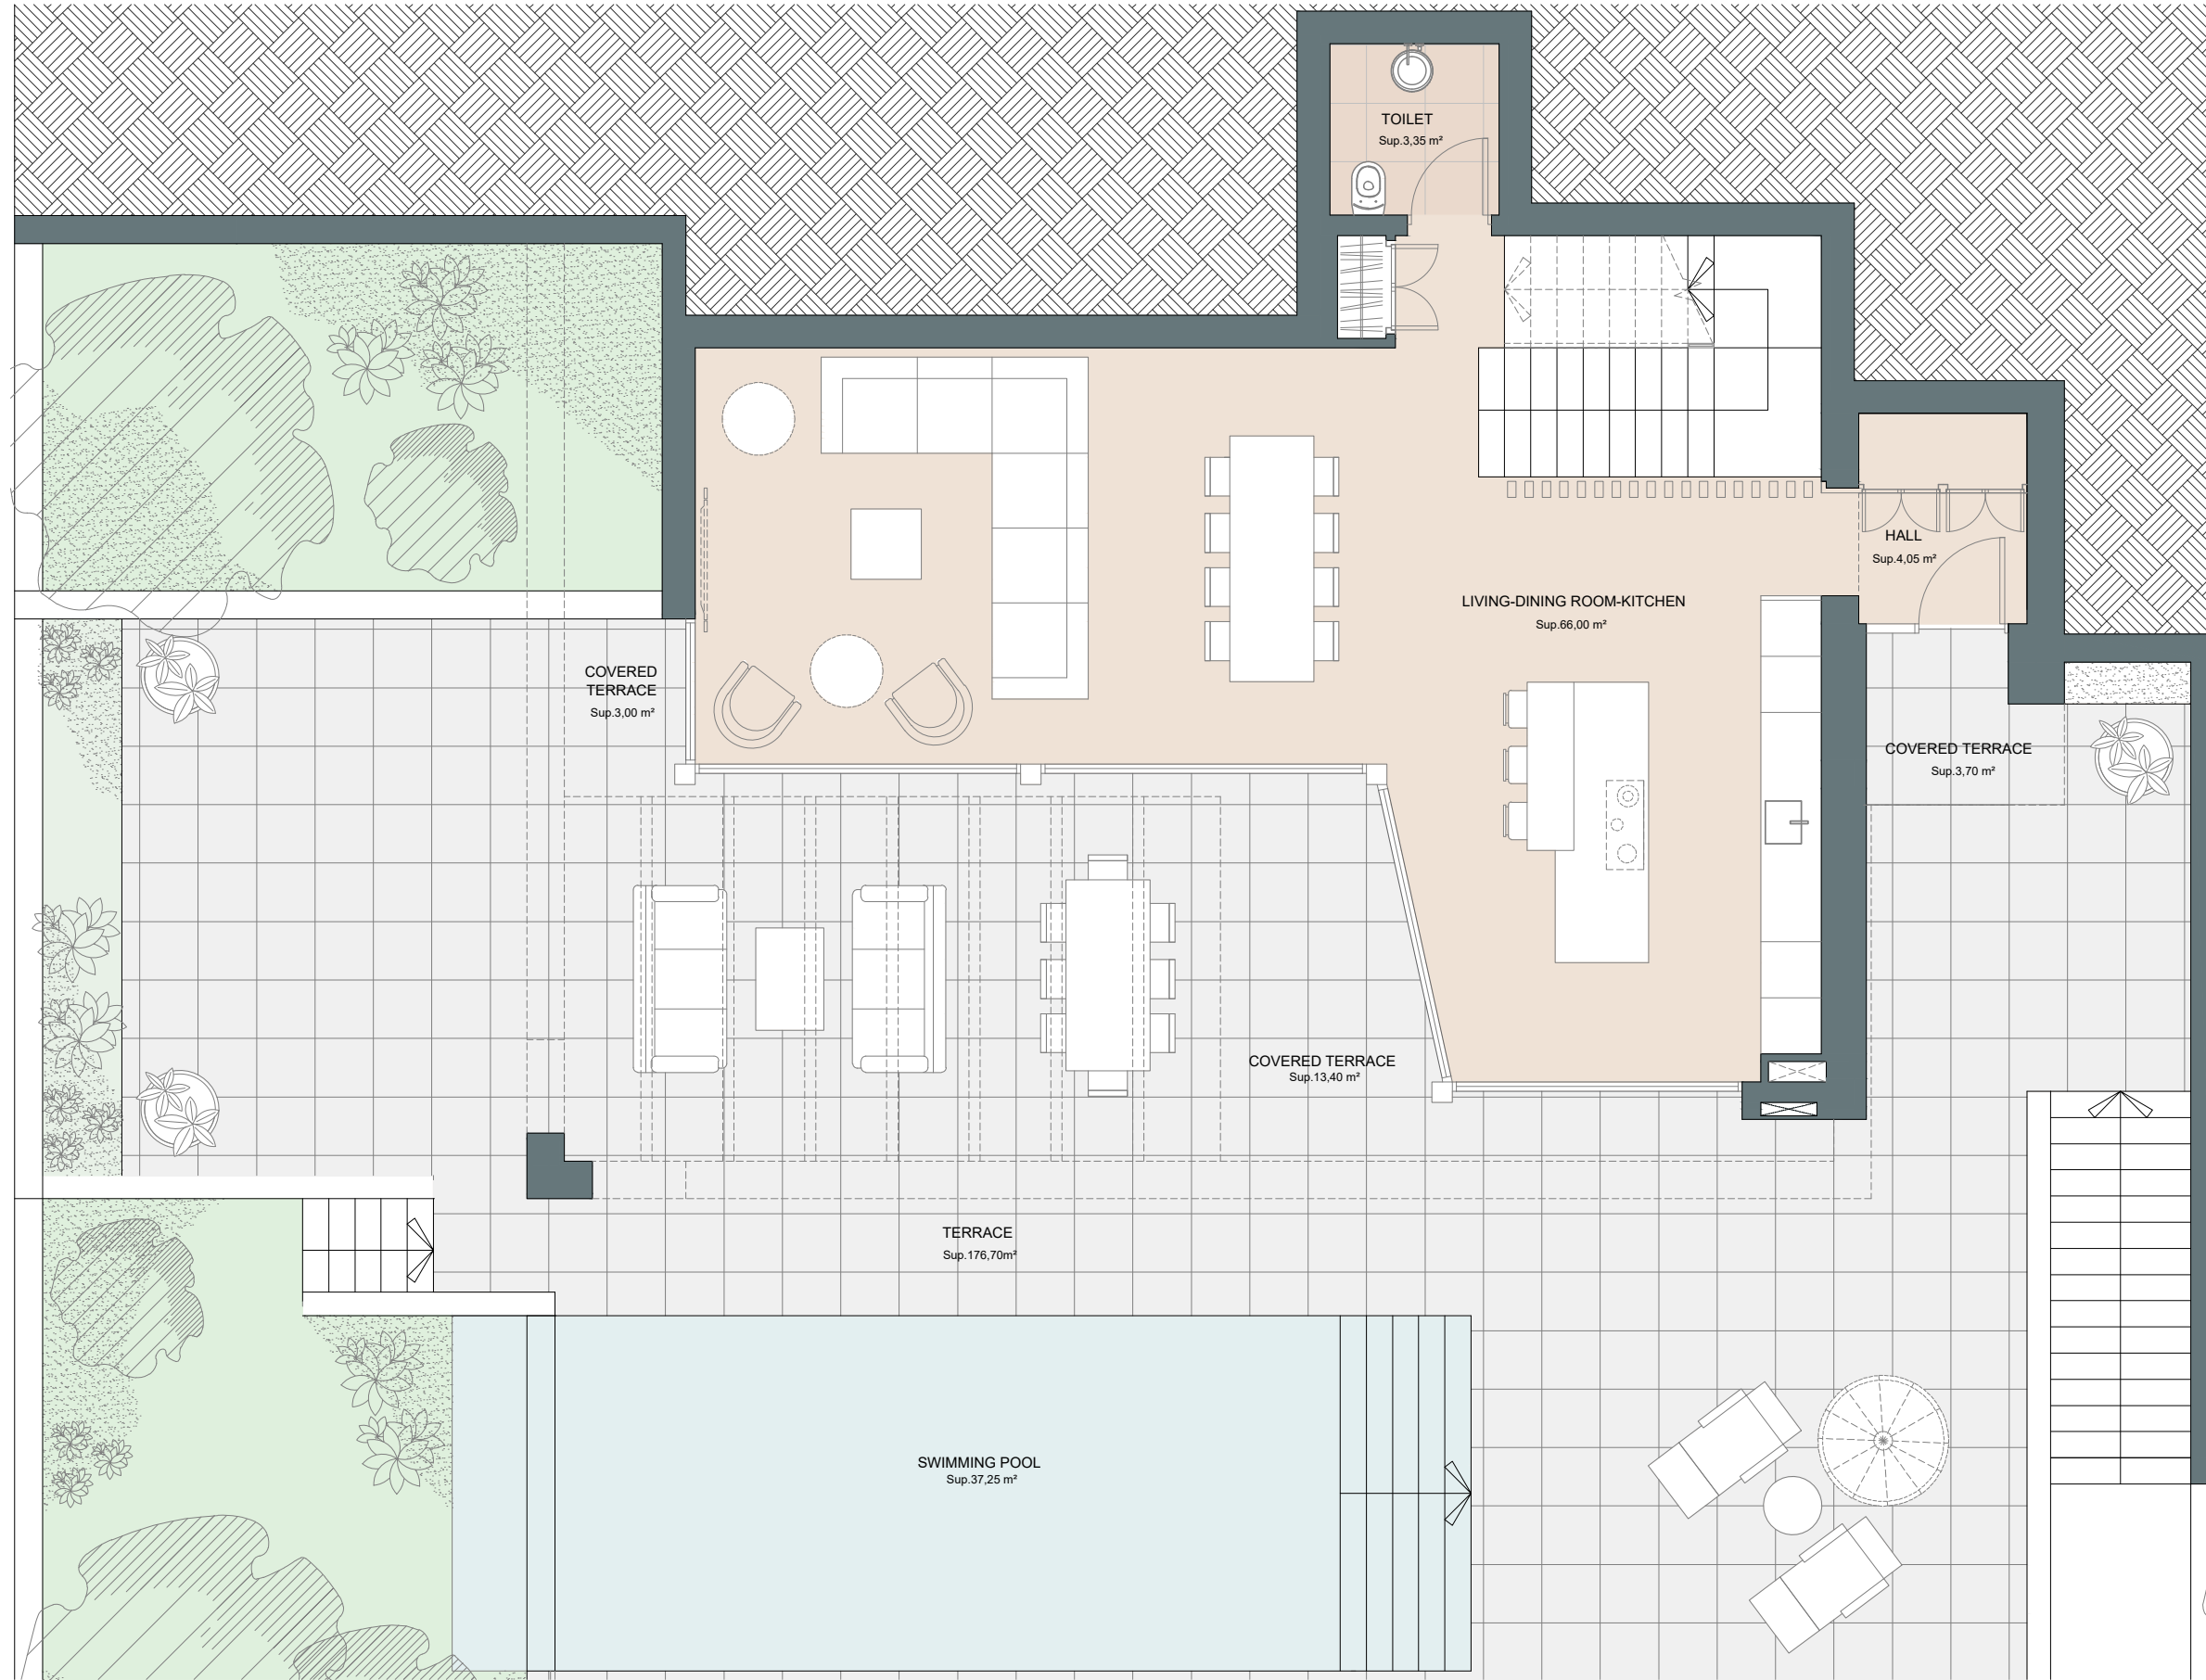 TOILET
Sup.3,35 m²
HALL
Sup.4,05 m²
LIVING-DINING ROOM-KITCHEN
Sup.66,00 m²
COVERED
TERRACE
Sup.3,00 m²
COVERED TERRACE
Sup.3,70 m²
COVERED TERRACE
Sup.13,40 m²
TERRACE
Sup.176,70m²
SWIMMING POOL
Sup.37,25 m²